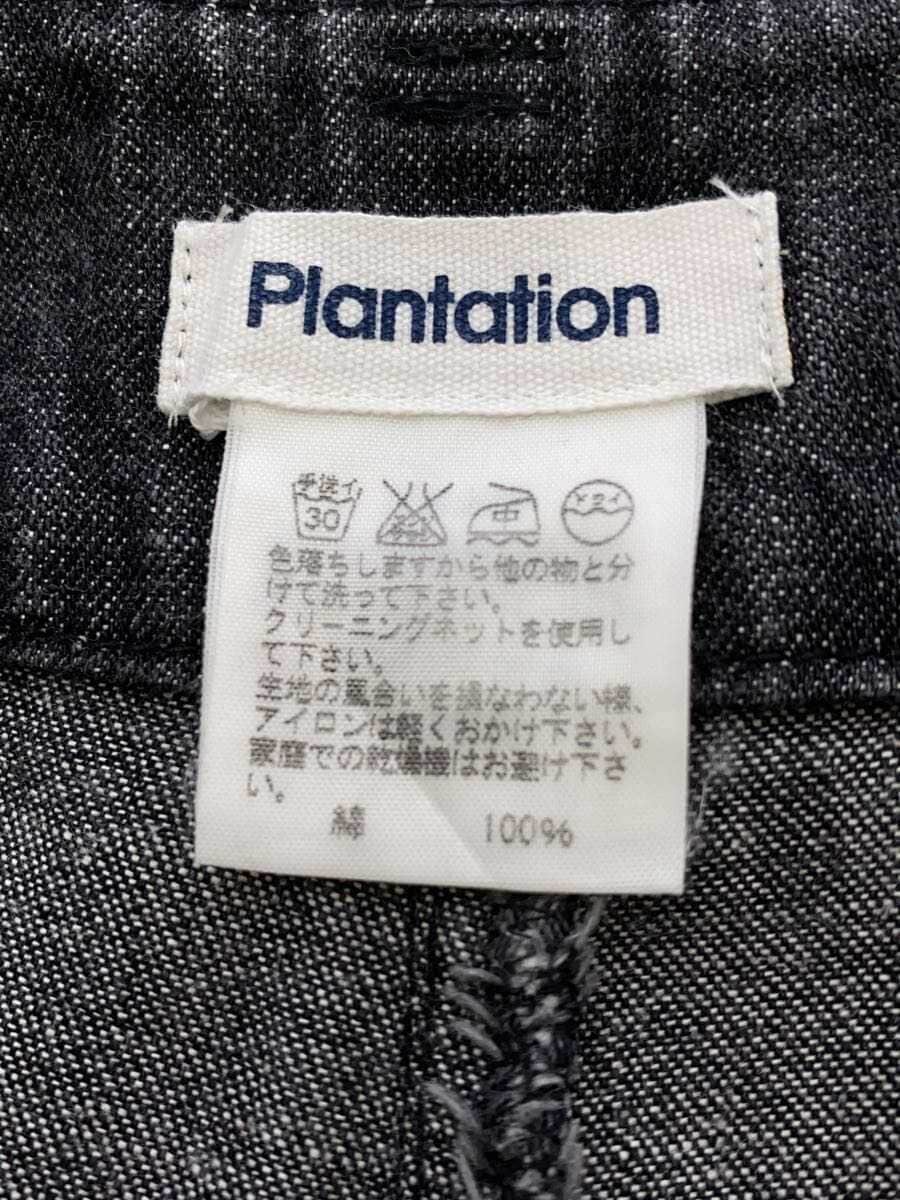 Plantation
手洗イ
30
中
ドライ
色落ちしますから他の物と分
けて洗って下さい。
クリーニングネットを使用し
て下さい。
生地の風合いを損なわない様、
アイロンは軽くおかけ下さい。
家庭での乾燥機はお避け下さ
い。
綿 100%